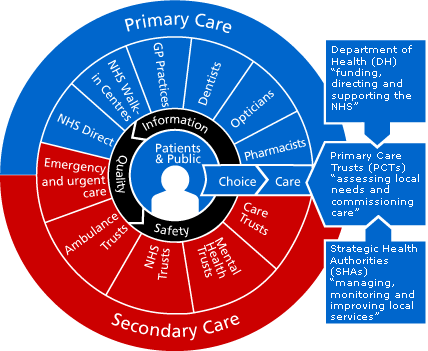 Primary Care
NHS Direct
NHS Walk-
in Centres
GP Practices
Dentists
Opticians
Pharmacists
Emergency
and urgent
care
Ambulance
Trusts
NHS
Trusts
Mental
Health
Trusts
Care
Trusts
Secondary Care
Information
Quality
Safety
Patients
& Public
Choice
Care
Department of
Health (DH)
“funding,
directing and
supporting the
NHS”
Primary Care
Trusts (PCTs)
“assessing local
needs and
commissioning
care”
Strategic Health
Authorities
(SHAs)
“managing,
monitoring and
improving local
services”